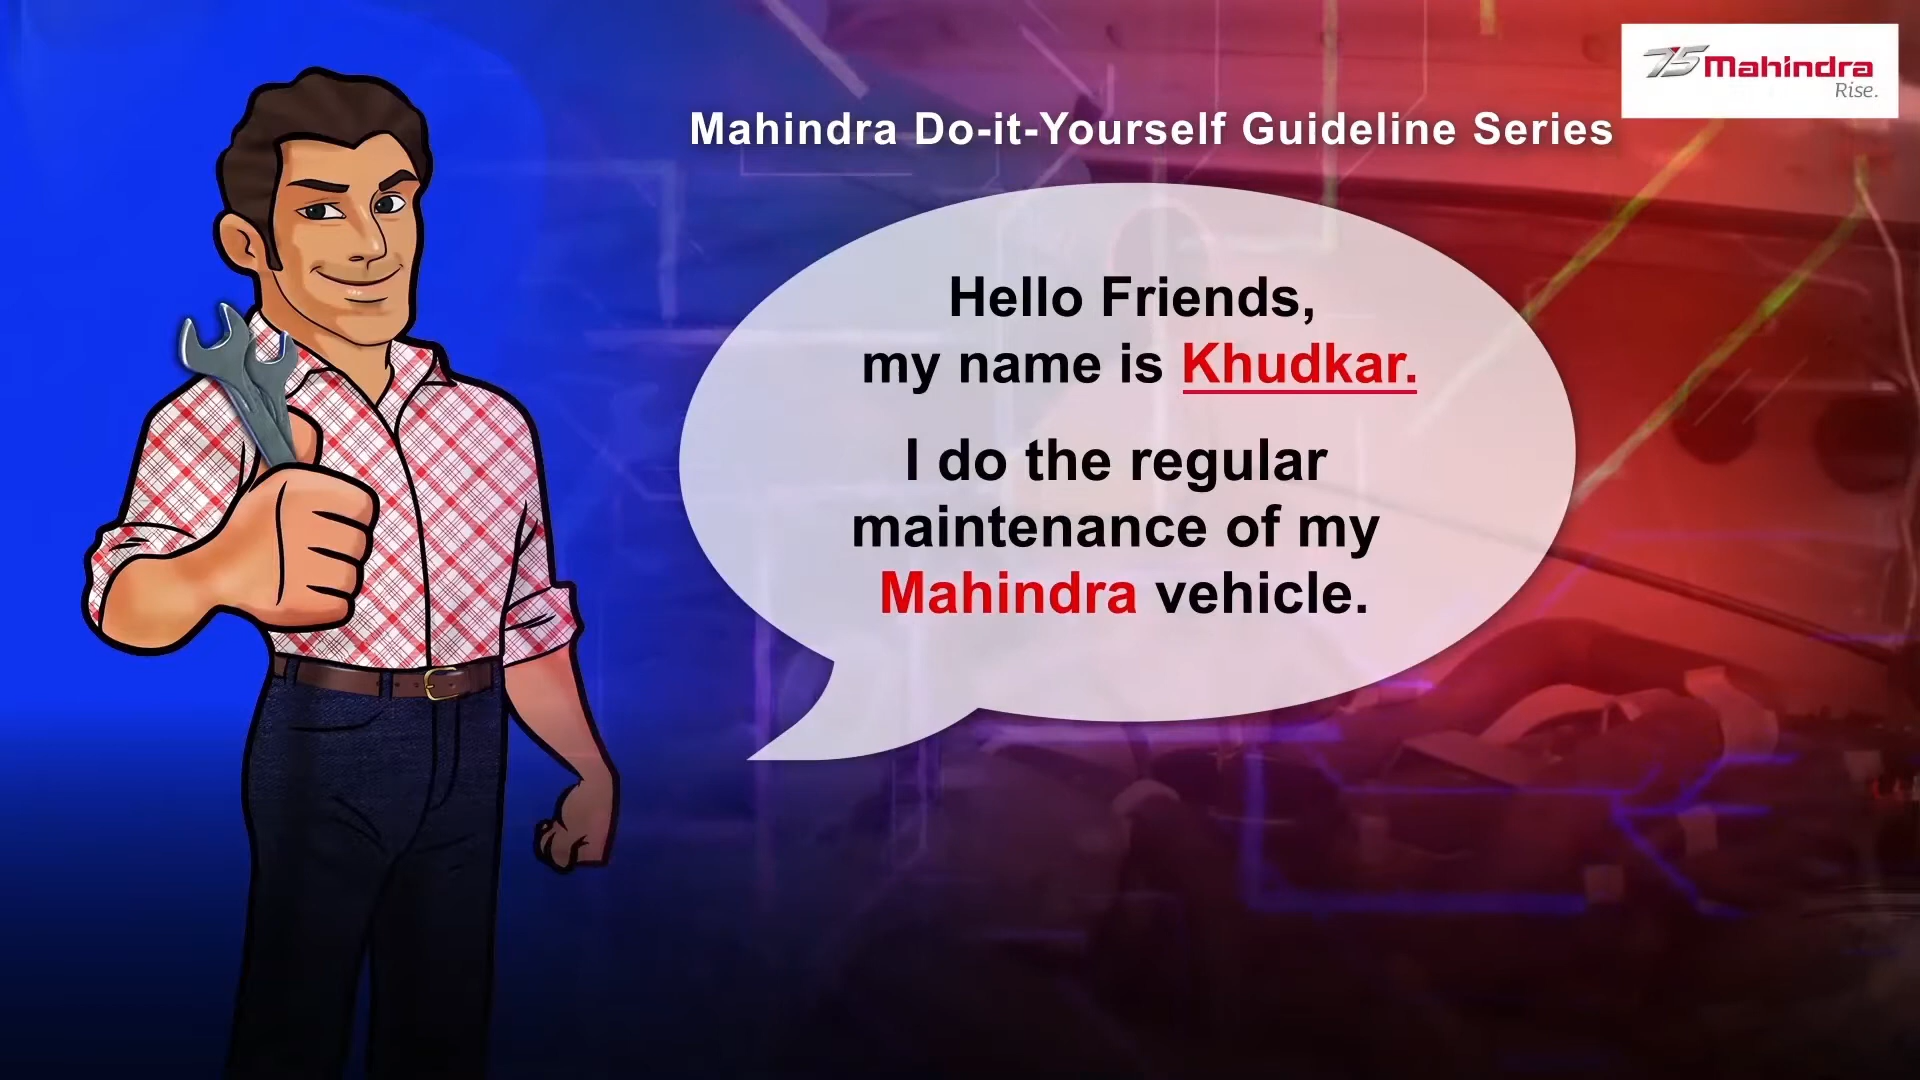 75 Mahindra
Rise.
Mahindra Do-it-Yourself Guideline Series
Hello Friends,
my name is Khudkar.
I do the regular
maintenance of my
Mahindra vehicle.